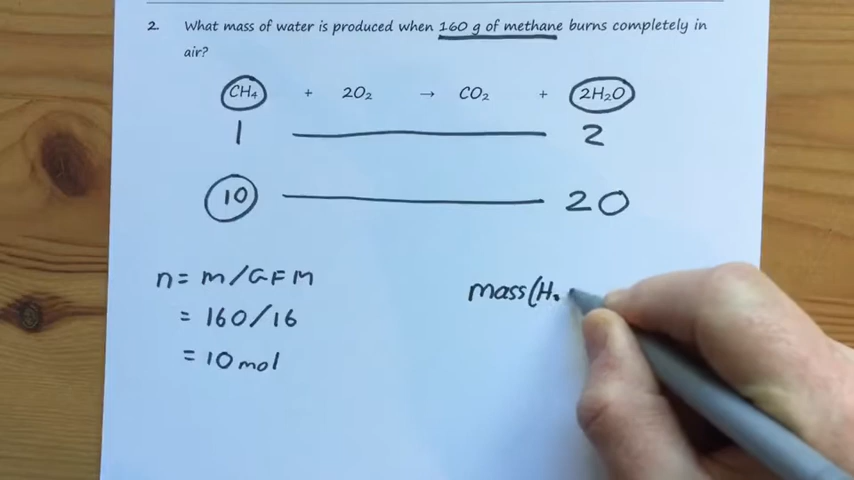 2. What mass of water is produced when 160 g of methane burns completely in
air?
CH₄ + 2O₂ → CO₂ + 2H₂O
1 2
10 20
n = m/GFM
= 160/16
= 10 mol
mass(H